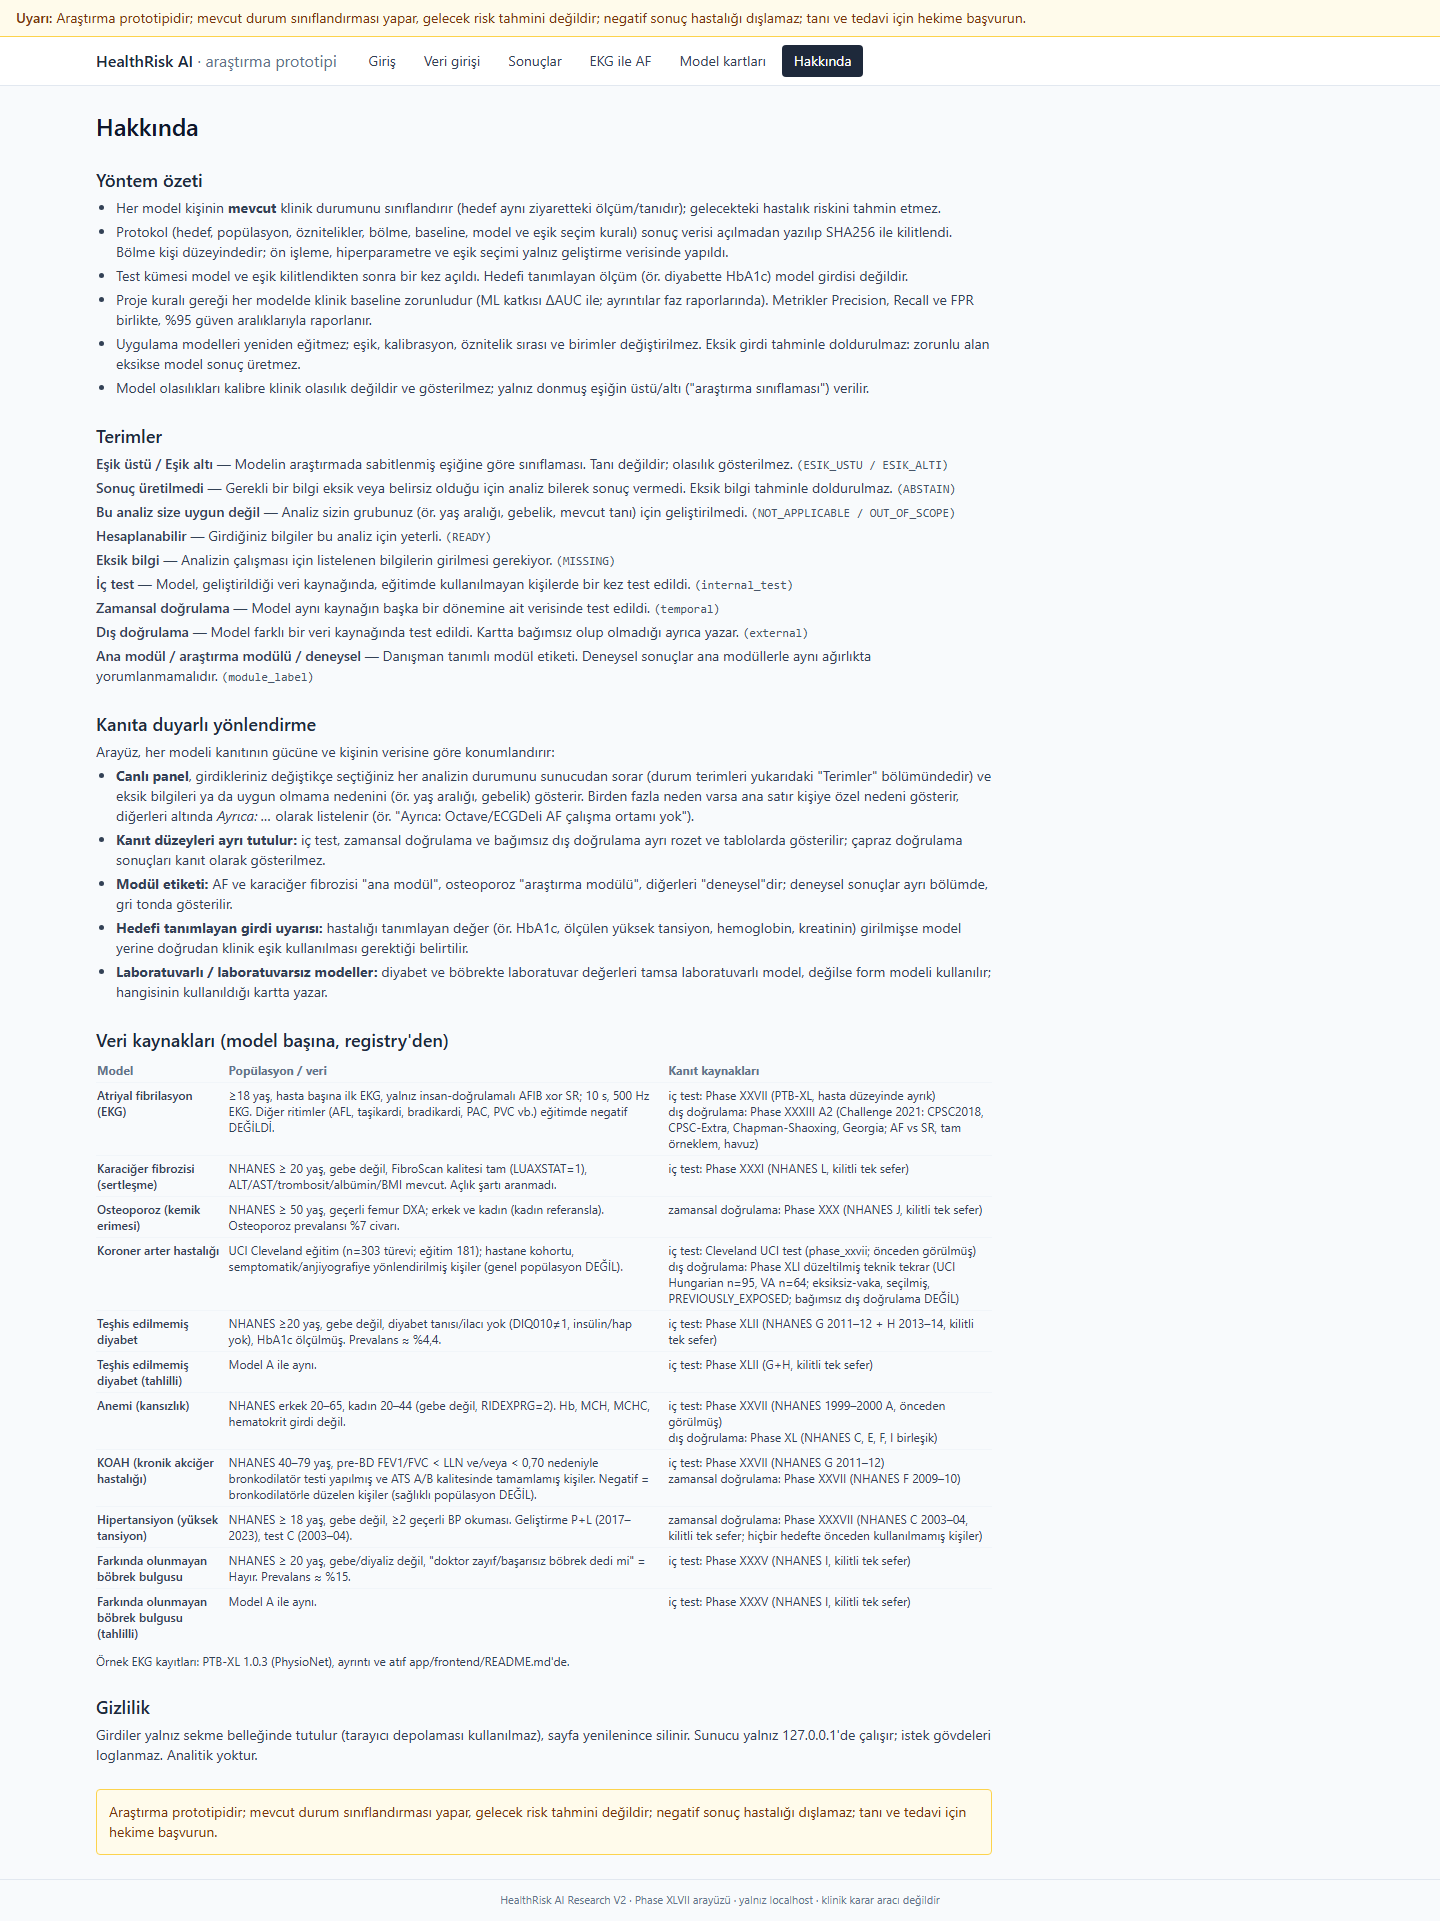 Uyarı: Araştırma prototipidir; mevcut durum sınıflandırması yapar, gelecek risk tahmini değildir; negatif sonuç hastalığı dışlamaz; tanı ve tedavi için hekime başvurun.
HealthRisk AI · araştırma prototipi Giriş Veri girişi Sonuçlar EKG ile AF Model kartları Hakkında
Hakkında
Yöntem özeti
• Her model kişinin mevcut klinik durumunu sınıflandırır (hedef aynı ziyaretteki ölçüm/tanıdır); gelecekteki hastalık riskini tahmin etmez.
• Protokol (hedef, popülasyon, öznitelikler, bölme, baseline, model ve eşik seçim kuralı) sonuç verisi açılmadan yazılıp SHA256 ile kilitlendi.
Bölme kişi düzeyindedir; ön işleme, hiperparametre ve eşik seçimi yalnız geliştirme verisinde yapıldı.
• Test kümesi model ve eşik kilitlendikten sonra bir kez açıldı. Hedefi tanımlayan ölçüm (ör. diyabette HbA1c) model girdisi değildir.
• Proje kuralı gereği her modelde klinik baseline zorunludur (ML katkısı ΔAUC ile; ayrıntılar faz raporlarında). Metrikler Precision, Recall ve FPR
birlikte, %95 güven aralıklarıyla raporlanır.
• Uygulama modelleri yeniden eğitmez; eşik, kalibrasyon, öznitelik sırası ve birimler değiştirilmez. Eksik girdi tahminle doldurulmaz: zorunlu alan
eksikse model sonuç üretmez.
• Model olasılıkları kalibre klinik olasılık değildir ve gösterilmez; yalnız donmuş eşiğin üstü/altı ("araştırma sınıflaması") verilir.
Terimler
Eşik üstü / Eşik altı — Modelin araştırmada sabitlenmiş eşiğine göre sınıflaması. Tanı değildir; olasılık gösterilmez. (ESIK_USTU / ESIK_ALTI)
Sonuç üretilmedi — Gerekli bir bilgi eksik veya belirsiz olduğu için analiz bilerek sonuç vermedi. Eksik bilgi tahminle doldurulmaz. (ABSTAIN)
Bu analiz size uygun değil — Analiz sizin grubunuz (ör. yaş aralığı, gebelik, mevcut tanı) için geliştirilmedi. (NOT_APPLICABLE / OUT_OF_SCOPE)
Hesaplanabilir — Girdiğiniz bilgiler bu analiz için yeterli. (READY)
Eksik bilgi — Analizin çalışması için listelenen bilgilerin girilmesi gerekiyor. (MISSING)
İç test — Model, geliştirildiği veri kaynağında, eğitimde kullanılmayan kişilerde bir kez test edildi. (internal_test)
Zamansal doğrulama — Model aynı kaynağın başka bir dönemine ait verisinde test edildi. (temporal)
Dış doğrulama — Model farklı bir veri kaynağında test edildi. Kartta bağımsız olup olmadığı ayrıca yazar. (external)
Ana modül / araştırma modülü / deneysel — Danışman tanımlı modül etiketi. Deneysel sonuçlar ana modüllerle aynı ağırlıkta
yorumlanmamalıdır. (module_label)
Kanıta duyarlı yönlendirme
Arayüz, her modeli kanıtının gücüne ve kişinin verisine göre konumlandırır:
• Canlı panel, girdikleriniz değiştikçe seçtiğiniz her analizin durumunu sunucudan sorar (durum terimleri yukarıdaki "Terimler" bölümündedir) ve
eksik bilgileri ya da uygun olmama nedenini (ör. yaş aralığı, gebelik) gösterir. Birden fazla neden varsa ana satır kişiye özel nedeni gösterir,
diğerleri altında Ayrıca: … olarak listelenir (ör. "Ayrıca: Octave/ECGDeli AF çalışma ortamı yok").
• Kanıt düzeyleri ayrı tutulur: iç test, zamansal doğrulama ve bağımsız dış doğrulama ayrı rozet ve tablolarda gösterilir; çapraz doğrulama
sonuçları kanıt olarak gösterilmez.
• Modül etiketi: AF ve karaciğer fibrozisi "ana modül", osteoporoz "araştırma modülü", diğerleri "deneysel"dir; deneysel sonuçlar ayrı bölümde,
gri tonda gösterilir.
• Hedefi tanımlayan girdi uyarısı: hastalığı tanımlayan değer (ör. HbA1c, ölçülen yüksek tansiyon, hemoglobin, kreatinin) girilmişse model
yerine doğrudan klinik eşik kullanılması gerektiği belirtilir.
• Laboratuvarlı / laboratuvarsız modeller: diyabet ve böbrekte laboratuvar değerleri tamsa laboratuvarlı model, değilse form modeli kullanılır;
hangisinin kullanıldığı kartta yazar.
Veri kaynakları (model başına, registry'den)
Model Popülasyon / veri Kanıt kaynakları
Atriyal fibrilasyon
(EKG)
≥18 yaş, hasta başına ilk EKG, yalnız insan-doğrulamalı AFIB xor SR; 10 s, 500 Hz
EKG. Diğer ritimler (AFL, taşikardi, bradikardi, PAC, PVC vb.) eğitimde negatif
DEĞİLDİ.
iç test: Phase XXVII (PTB-XL, hasta düzeyinde ayrık)
dış doğrulama: Phase XXXIII A2 (Challenge 2021: CPSC2018,
CPSC-Extra, Chapman-Shaoxing, Georgia; AF vs SR, tam
örneklem, havuz)
Karaciğer fibrozisi
(sertleşme)
NHANES ≥ 20 yaş, gebe değil, FibroScan kalitesi tam (LUAXSTAT=1),
ALT/AST/trombosit/albümin/BMI mevcut. Açlık şartı aranmadı.
iç test: Phase XXXI (NHANES L, kilitli tek sefer)
Osteoporoz (kemik
erimesi)
NHANES ≥ 50 yaş, geçerli femur DXA; erkek ve kadın (kadın referansla).
Osteoporoz prevalansı %7 civarı.
zamansal doğrulama: Phase XXX (NHANES J, kilitli tek sefer)
Koroner arter hastalığı
UCI Cleveland eğitim (n=303 türevi; eğitim 181); hastane kohortu,
semptomatik/anjiyografiye yönlendirilmiş kişiler (genel popülasyon DEĞİL).
iç test: Cleveland UCI test (phase_xxvii; önceden görülmüş)
dış doğrulama: Phase XLI düzeltilmiş teknik tekrar (UCI
Hungarian n=95, VA n=64; eksiksiz-vaka, seçilmiş,
PREVIOUSLY_EXPOSED; bağımsız dış doğrulama DEĞİL)
Teşhis edilmemiş
diyabet
NHANES ≥20 yaş, gebe değil, diyabet tanısı/ilacı yok (DIQ010≠1, insülin/hap
yok), HbA1c ölçülmüş. Prevalans ≈ %4,4.
iç test: Phase XLII (NHANES G 2011–12 + H 2013–14, kilitli
tek sefer)
Teşhis edilmemiş
diyabet (tahlilli)
Model A ile aynı.
iç test: Phase XLII (G+H, kilitli tek sefer)
Anemi (kansızlık)
NHANES erkek 20–65, kadın 20–44 (gebe değil, RIDEXPRG=2). Hb, MCH, MCHC,
hematokrit girdi değil.
iç test: Phase XXVII (NHANES 1999–2000 A, önceden
görülmüş)
dış doğrulama: Phase XL (NHANES C, E, F, I birleşik)
KOAH (kronik akciğer
hastalığı)
NHANES 40–79 yaş, pre-BD FEV1/FVC < LLN ve/veya < 0,70 nedeniyle
bronkodilatör testi yapılmış ve ATS A/B kalitesinde tamamlamış kişiler. Negatif =
bronkodilatörle düzelen kişiler (sağlıklı popülasyon DEĞİL).
iç test: Phase XXVII (NHANES G 2011–12)
zamansal doğrulama: Phase XXVII (NHANES F 2009–10)
Hipertansiyon (yüksek
tansiyon)
NHANES ≥ 18 yaş, gebe değil, ≥2 geçerli BP okuması. Geliştirme P+L (2017–
2023), test C (2003–04).
zamansal doğrulama: Phase XXXVII (NHANES C 2003–04,
kilitli tek sefer; hiçbir hedefte önceden kullanılmamış kişiler)
Farkında olunmayan
böbrek bulgusu
NHANES ≥ 20 yaş, gebe/diyaliz değil, "doktor zayıf/başarısız böbrek dedi mi" =
Hayır. Prevalans ≈ %15.
iç test: Phase XXXV (NHANES I, kilitli tek sefer)
Farkında olunmayan
böbrek bulgusu
(tahlilli)
Model A ile aynı.
iç test: Phase XXXV (NHANES I, kilitli tek sefer)
Örnek EKG kayıtları: PTB-XL 1.0.3 (PhysioNet), ayrıntı ve atıf app/frontend/README.md'de.
Gizlilik
Girdiler yalnız sekme belleğinde tutulur (tarayıcı depolaması kullanılmaz), sayfa yenilenince silinir. Sunucu yalnız 127.0.0.1'de çalışır; istek gövdeleri
loglanmaz. Analitik yoktur.
Araştırma prototipidir; mevcut durum sınıflandırması yapar, gelecek risk tahmini değildir; negatif sonuç hastalığı dışlamaz; tanı ve tedavi için
hekime başvurun.
HealthRisk AI Research V2 · Phase XLVII arayüzü · yalnız localhost · klinik karar aracı değildir